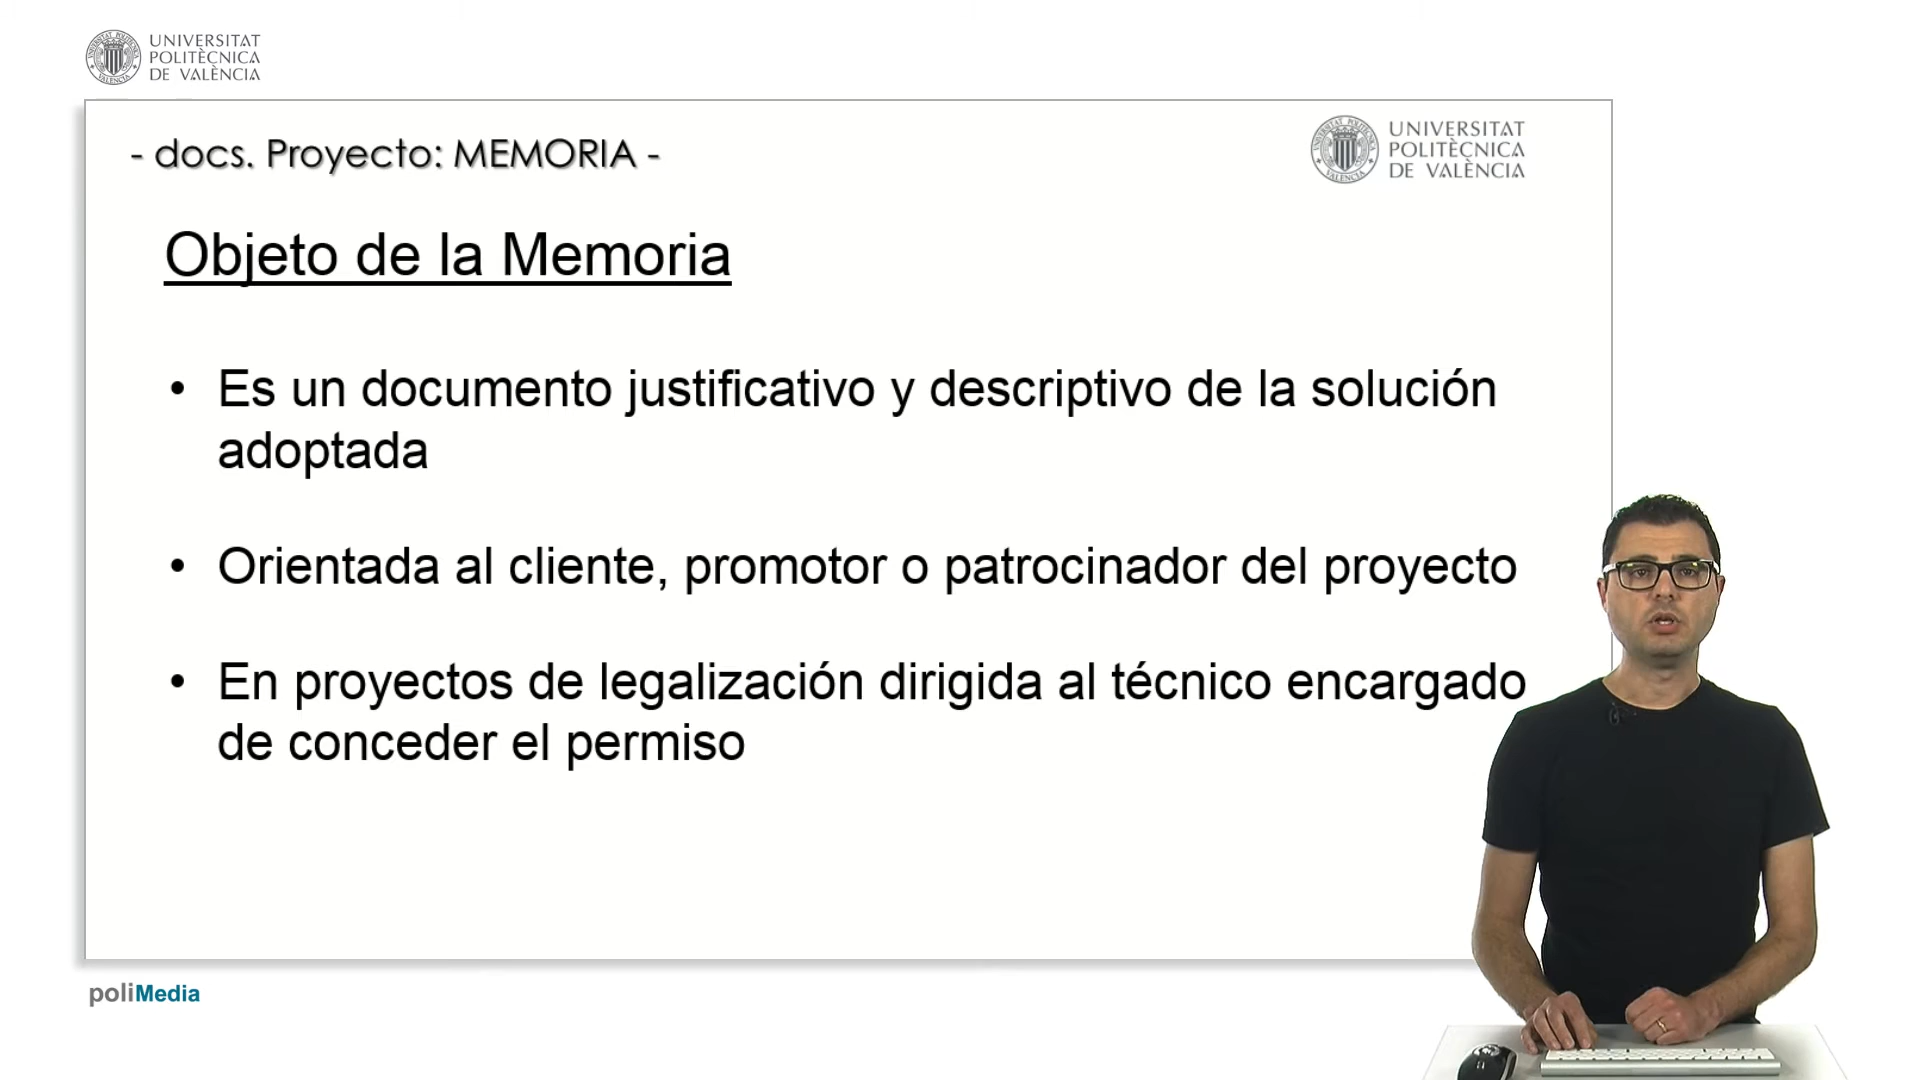 UNIVERSITAT
POLITÈCNICA
DE VALÈNCIA
- docs. Proyecto: MEMORIA -
UNIVERSITAT
POLITÈCNICA
DE VALÈNCIA
Objeto de la Memoria
• Es un documento justificativo y descriptivo de la solución
adoptada
• Orientada al cliente, promotor o patrocinador del proyecto
• En proyectos de legalización dirigida al técnico encargado
de conceder el permiso
poliMedia